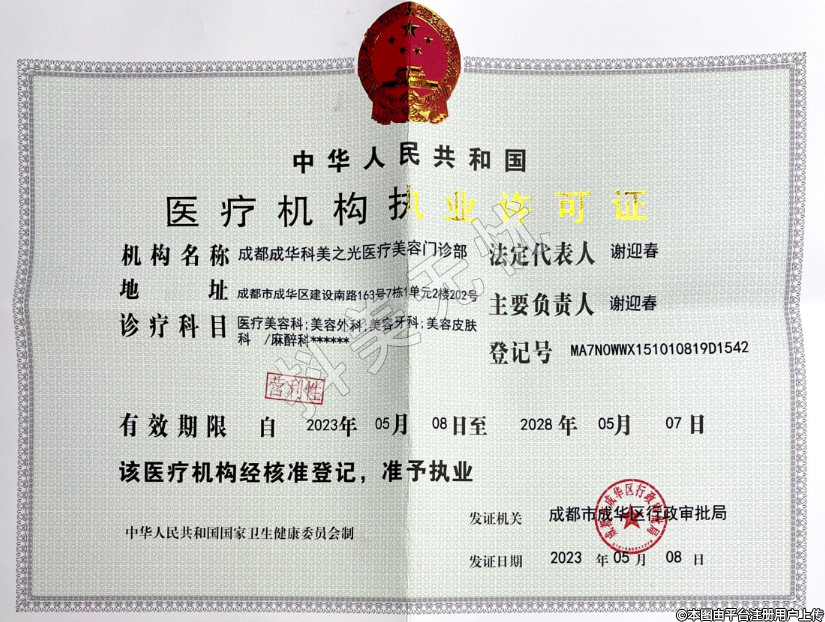 中华人民共和国
医疗机构执业许可证
机构名称 成都成华科美之光医疗美容门诊部
法定代表人 谢迎春
地址 成都市成华区建设南路163号7栋1单元2楼202号
主要负责人 谢迎春
诊疗科目 医疗美容科;美容外科;美容牙科;美容皮肤
科 /麻醉科******
登记号 MA7N0WWX151010819D1542
营利性
有效期限 自 2023年 05月 08日至 2028年 05月 07日
该医疗机构经核准登记，准予执业
中华人民共和国国家卫生健康委员会制
发证机关 成都市成华区行政审批局
发证日期 2023 年 05月 08 日
抖美无忧
©本图由平台注册用户上传